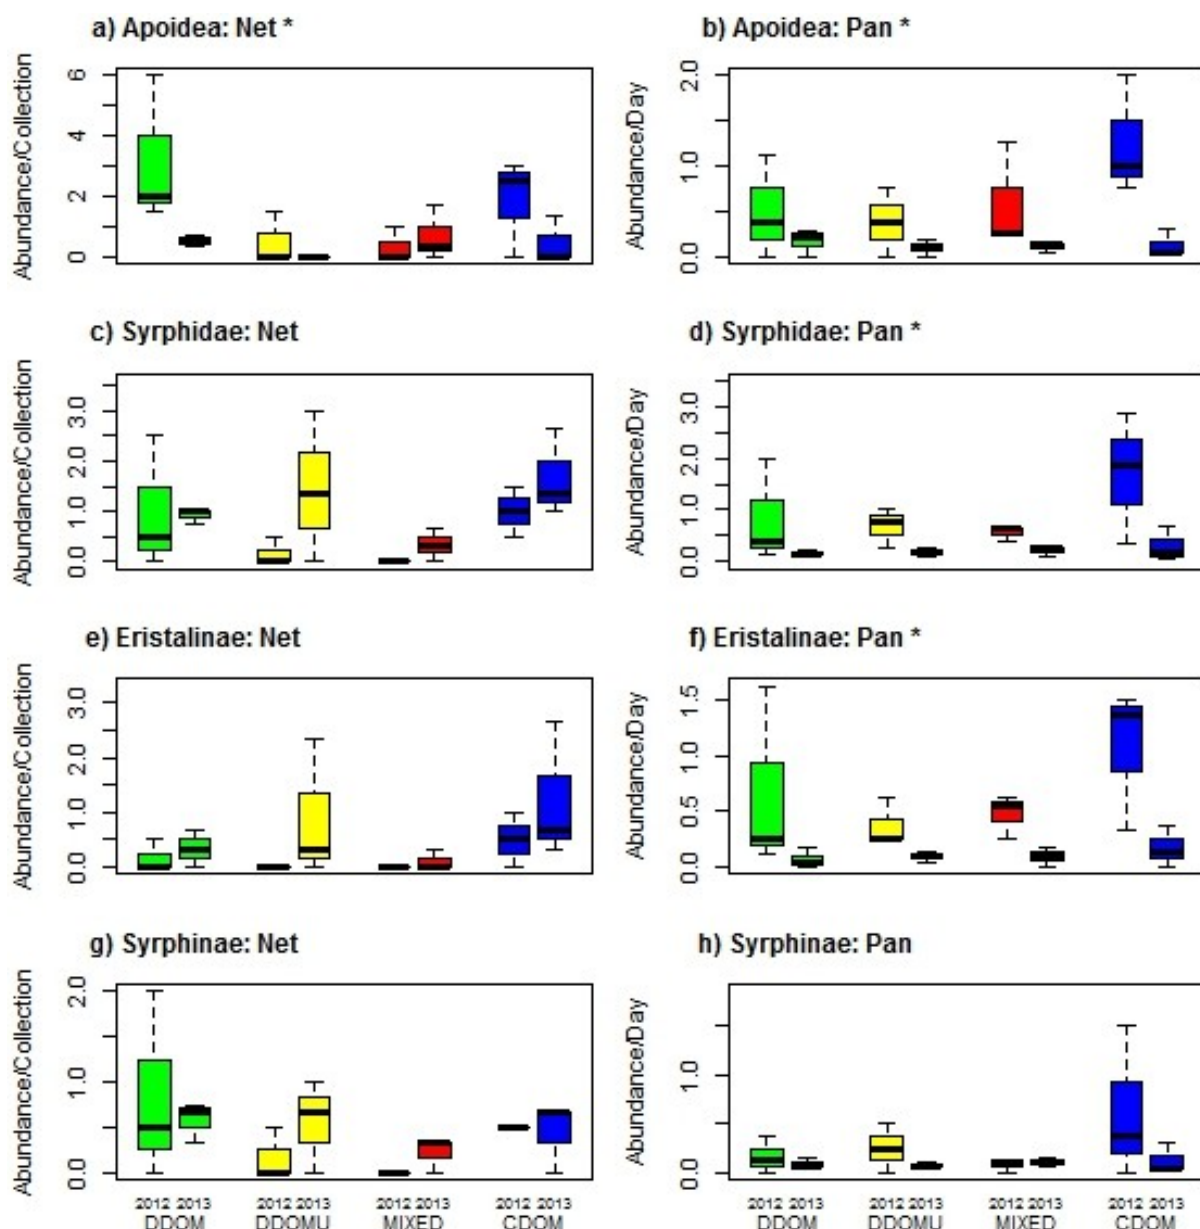 a) Apoidea: Net *
Abundance/Collection
6
4
2
0
b) Apoidea: Pan *
Abundance/Day
2.0
1.0
0.0
c) Syrphidae: Net
Abundance/Collection
3.0
2.0
1.0
0.0
d) Syrphidae: Pan *
Abundance/Day
3.0
2.0
1.0
0.0
e) Eristalinae: Net
Abundance/Collection
3.0
2.0
1.0
0.0
f) Eristalinae: Pan *
Abundance/Day
1.5
1.0
0.5
0.0
g) Syrphinae: Net
Abundance/Collection
2.0
1.0
0.0
2012 2013 2012 2013 2012 2013 2012 2013
DDOM DDOMU MIXED CDOM
h) Syrphinae: Pan
Abundance/Day
1.0
0.0
2012 2013 2012 2013 2012 2013 2012 2013
DDOM DDOMU MIXED CDOM